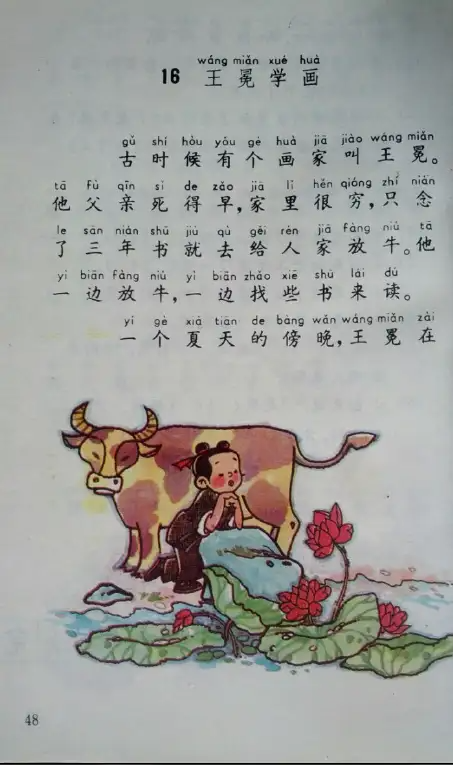 wáng miǎn xué huà
16 王冕学画
gǔ shí hòu yǒu gè huà jiā jiào wáng miǎn
古时候有个画家叫王冕。
tā fù qīn sǐ de zǎo jiā lǐ hěn qióng zhǐ niàn
他父亲死得早，家里很穷，只念
le sān nián shū jiù qù gěi rén jiā fàng niú tā
了三年书就去给人家放牛。他
yì biān fàng niú yì biān zhǎo xiē shū lái dú
一边放牛，一边找些书来读。
yí gè xià tiān de bàng wǎn wáng miǎn zài
一个夏天的傍晚，王冕在
48